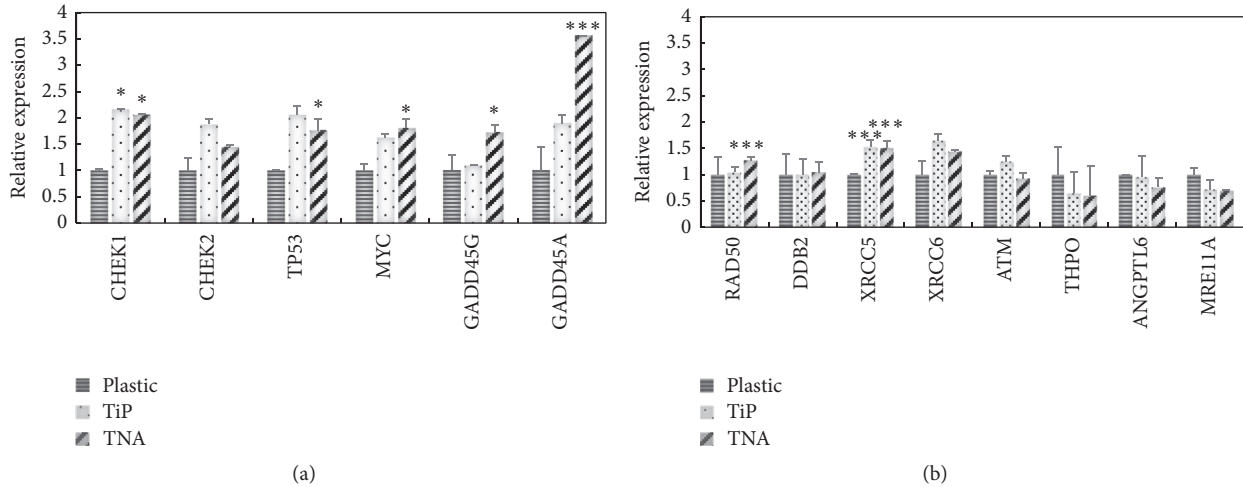 Relative expression
4
3.5
3
2.5
2
1.5
1
0.5
0
* * * * * ***
CHEK1
CHEK2
TP53
MYC
GADD45G
GADD45A
Plastic
TiP
TNA
(a)
Relative expression
4
3.5
3
2.5
2
1.5
1
0.5
0
*** *** ***
RAD50
DDB2
XRCC5
XRCC6
ATM
THPO
ANGPTL6
MRE11A
Plastic
TiP
TNA
(b)